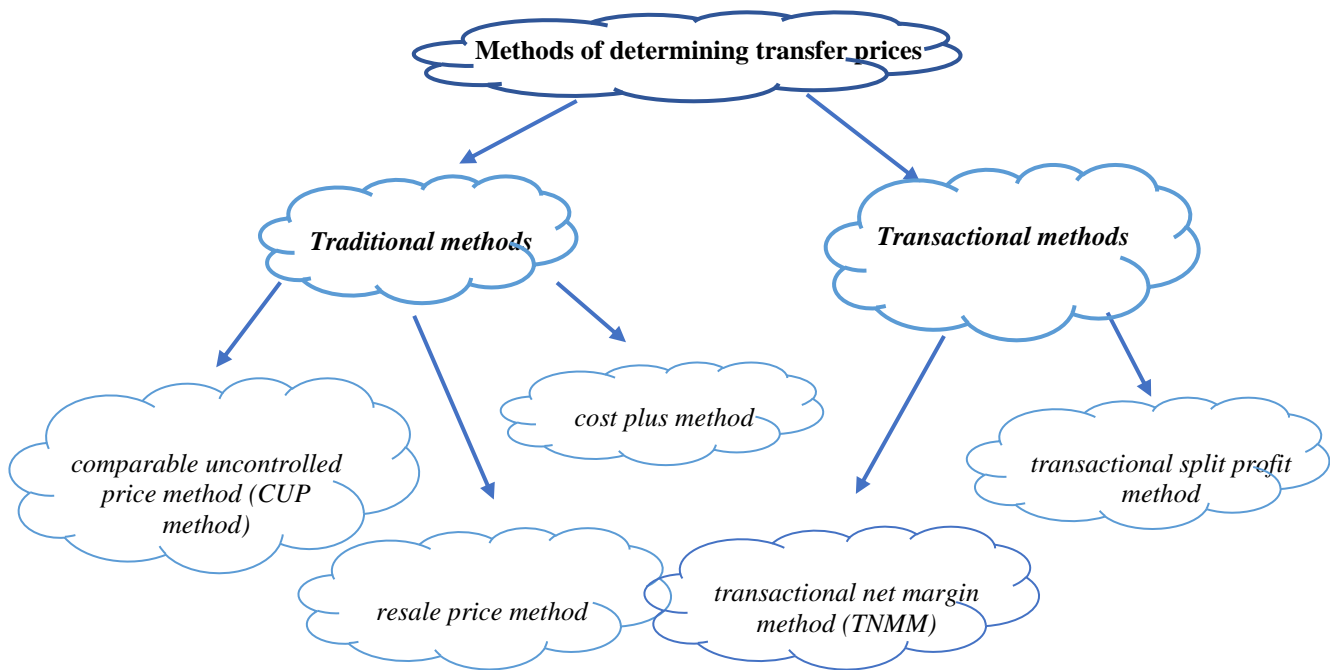 Methods of determining transfer prices
Traditional methods
Transactional methods
comparable uncontrolled
price method (CUP
method)
cost plus method
transactional split profit
method
resale price method
transactional net margin
method (TNMM)